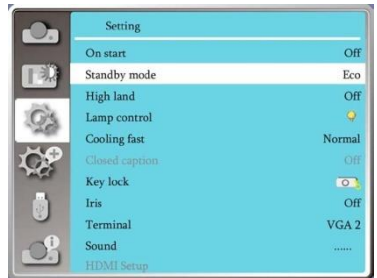 Setting
On start Off
Standby mode Eco
High land Off
Lamp control
Cooling fast Normal
Closed caption Off
Key lock
Iris Off
Terminal VGA 2
Sound ......
HDMI Setup